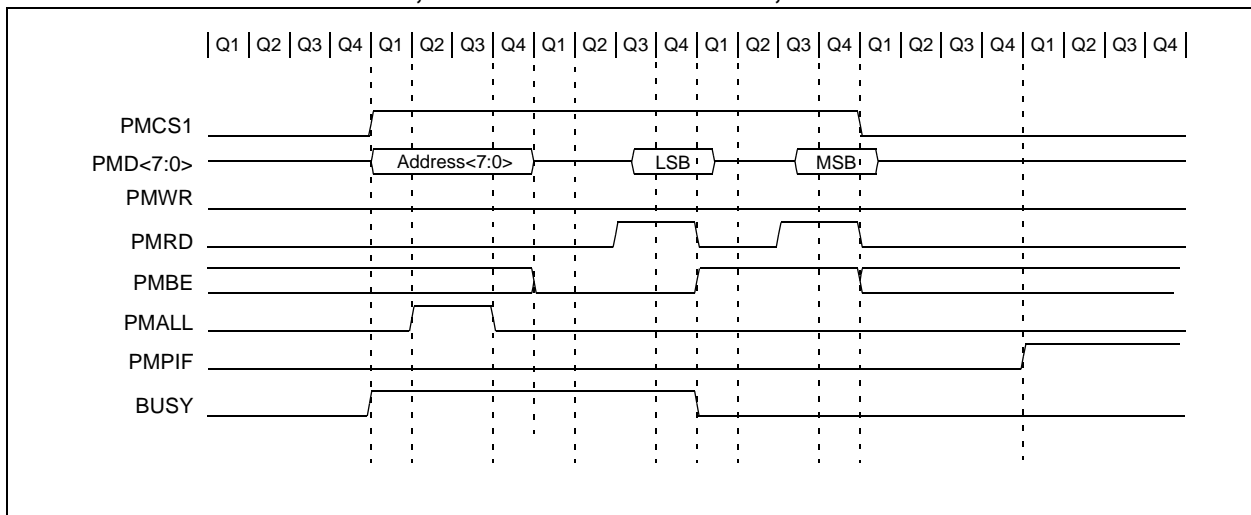 Q1 Q2 Q3 Q4 Q1 Q2 Q3 Q4 Q1 Q2 Q3 Q4 Q1 Q2 Q3 Q4 Q1 Q2 Q3 Q4 Q1 Q2 Q3 Q4
PMCS1
PMD<7:0> Address<7:0> LSB MSB
PMWR
PMRD
PMBE
PMALL
PMPIF
BUSY